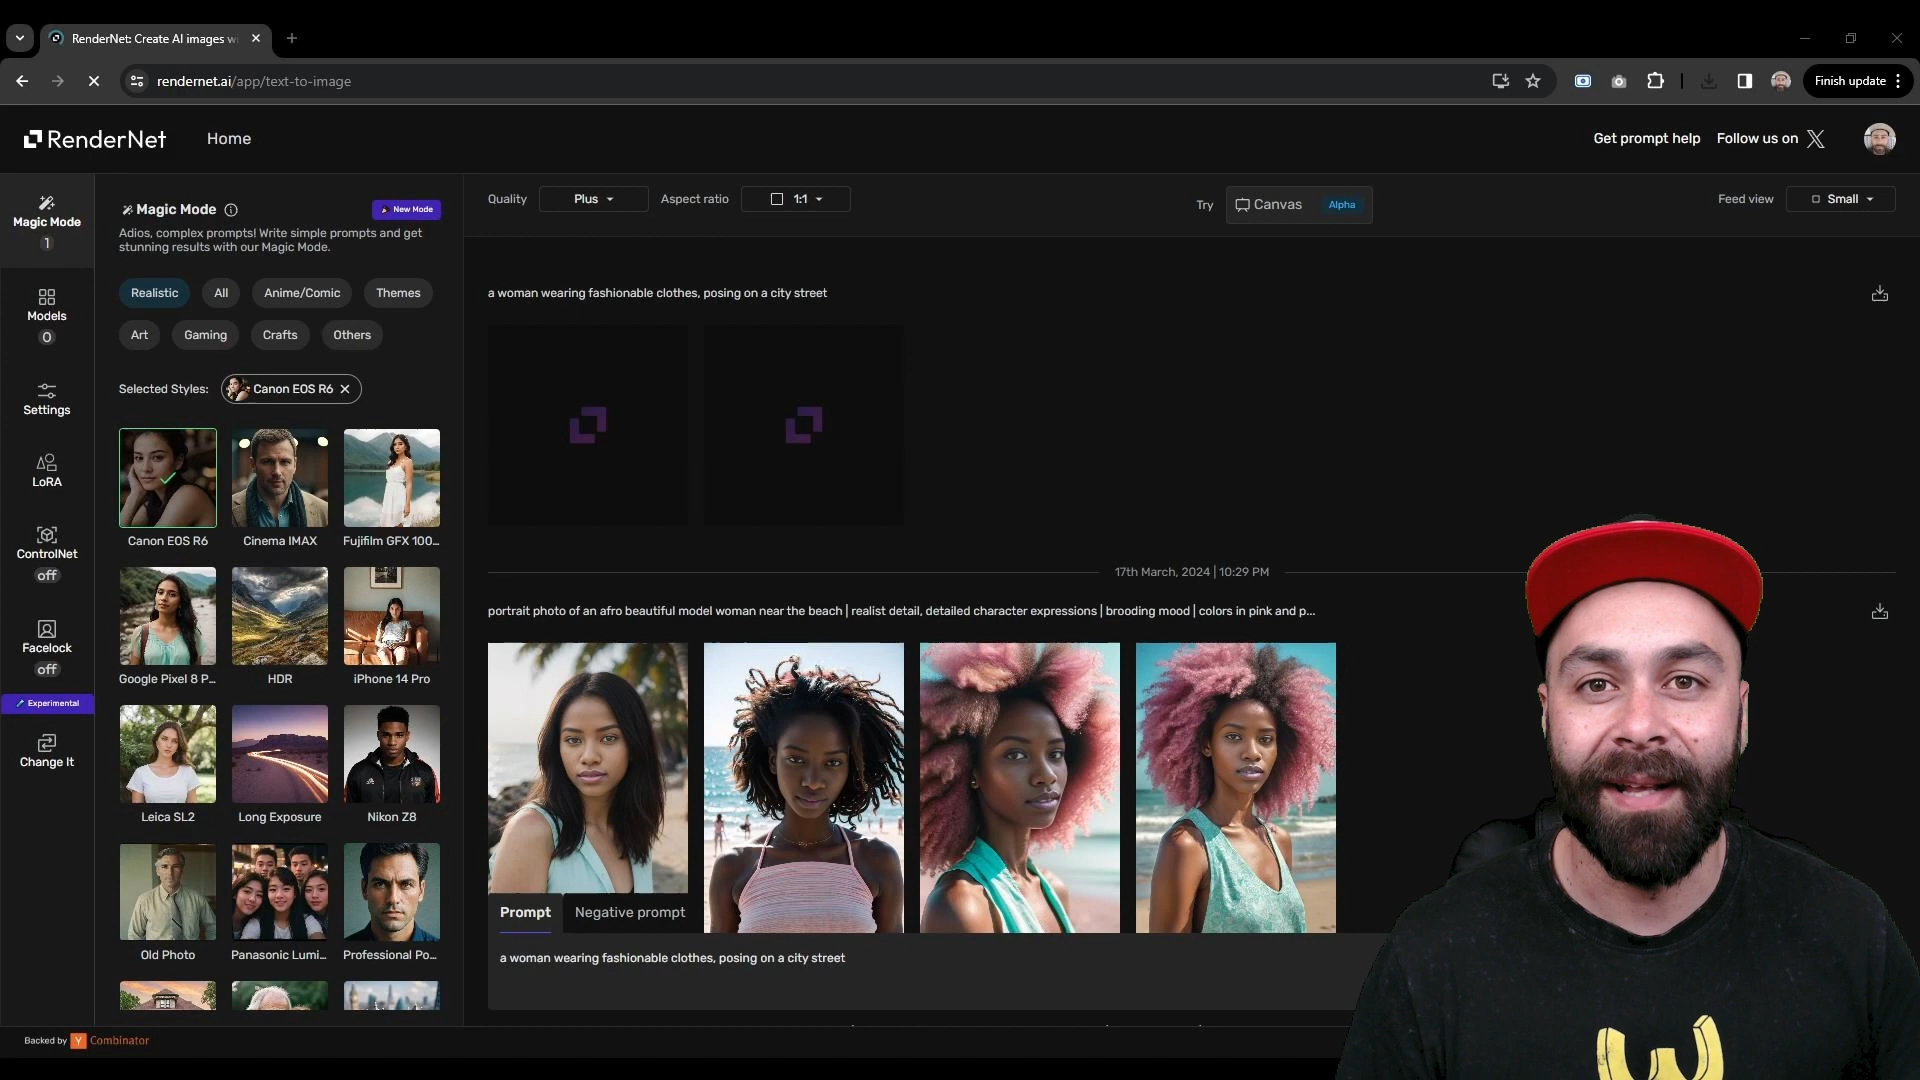 RenderNet: Create AI images w
rendernet.ai/app/text-to-image
Finish update
RenderNet
Home
Get prompt help
Follow us on X
Magic Mode
1
Models
0
Settings
LoRA
ControlNet
off
Facelock
off
Experimental
Change It
Magic Mode
New Mode
Adios, complex prompts! Write simple prompts and get
stunning results with our Magic Mode.
Realistic
All
Anime/Comic
Themes
Art
Gaming
Crafts
Others
Selected Styles:
Canon EOS R6
Canon EOS R6
Cinema IMAX
Fujifilm GFX 100...
Google Pixel 8 P...
HDR
iPhone 14 Pro
Leica SL2
Long Exposure
Nikon Z8
Old Photo
Panasonic Lumi...
Professional Po...
Backed by Y Combinator
Quality
Plus
Aspect ratio
1:1
Try
Canvas
Alpha
Feed view
Small
a woman wearing fashionable clothes, posing on a city street
17th March, 2024 | 10:29 PM
portrait photo of an afro beautiful model woman near the beach | realist detail, detailed character expressions | brooding mood | colors in pink and p...
Prompt
Negative prompt
a woman wearing fashionable clothes, posing on a city street